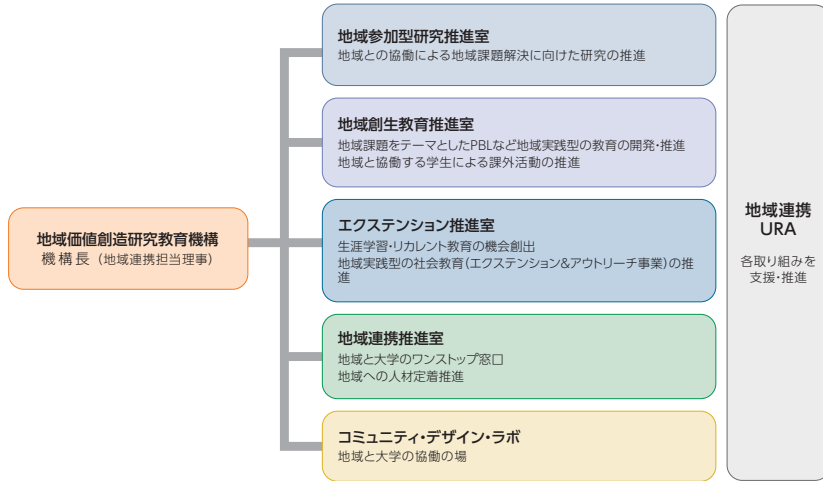 地域価値創造研究教育機構
機構長（地域連携担当理事）
地域参加型研究推進室
地域との協働による地域課題解決に向けた研究の推進
地域創生教育推進室
地域課題をテーマとしたPBLなど地域実践型の教育の開発・推進
地域と協働する学生による課外活動の推進
エクステンション推進室
生涯学習・リカレント教育の機会創出
地域実践型の社会教育（エクステンション&アウトリーチ事業）の推
進
地域連携推進室
地域と大学のワンストップ窓口
地域への人材定着推進
コミュニティ・デザイン・ラボ
地域と大学の協働の場
地域連携
URA
各取り組みを
支援・推進